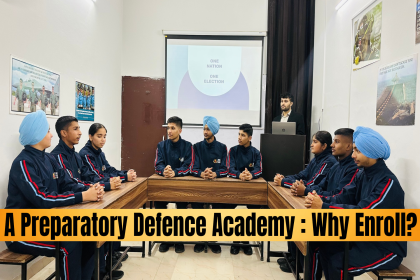 ONE
NATION
ONE
ELECTION
A Preparatory Defence Academy : Why Enroll?